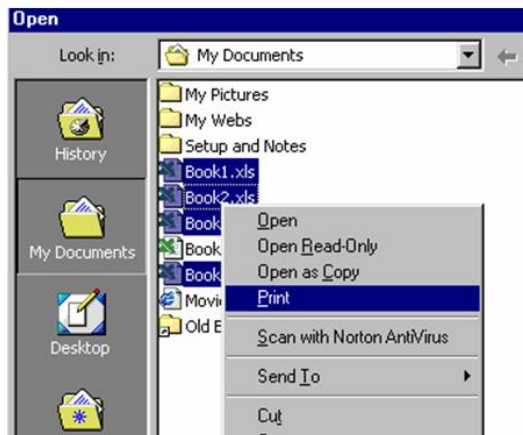 Open
Look in:
My Documents
History
My Documents
Desktop
My Pictures
My Webs
Setup and Notes
Book1.xls
Book2.xls
Book
Book
Book
Movi
Old E
Open
Open Read-Only
Open as Copy
Print
Scan with Norton AntiVirus
Send To
Cut